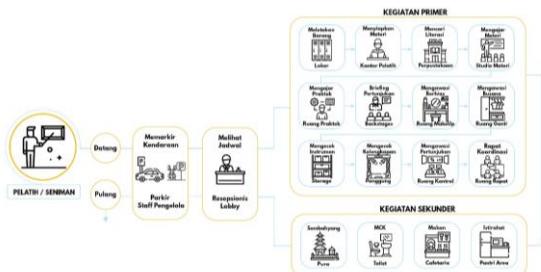 KEGIATAN PRIMER
Meletakan
Barang
Loker
Menyiapkan
Materi
Kantor Pelatih
Mencari
Literasi
Perpustakaan
Mengajar
Materi
Studio Materi
Mengajar
Praktek
Ruang Praktek
Briefing
Pertunjukan
Backstages
Mengawasi
Berhias
Ruang MakeUp
Mengawasi
Busana
Ruang Ganti
Mengecek
Instrumen
Storage
Mengecek
Kelengkapan
Panggung
Mengawasi
Pertunjukan
Ruang Kontrol
Rapat
Koordinasi
Ruang Rapat
PELATIH / SENIMAN
Datang
Pulang
Memarkir
Kendaraan
Parkir
Staff Pengelola
Melihat
Jadwal
Resepsionis
Lobby
KEGIATAN SEKUNDER
Sembahyang
Pura
MCK
Toilet
Makan
Cafetaria
Istirahat
Pantri Area